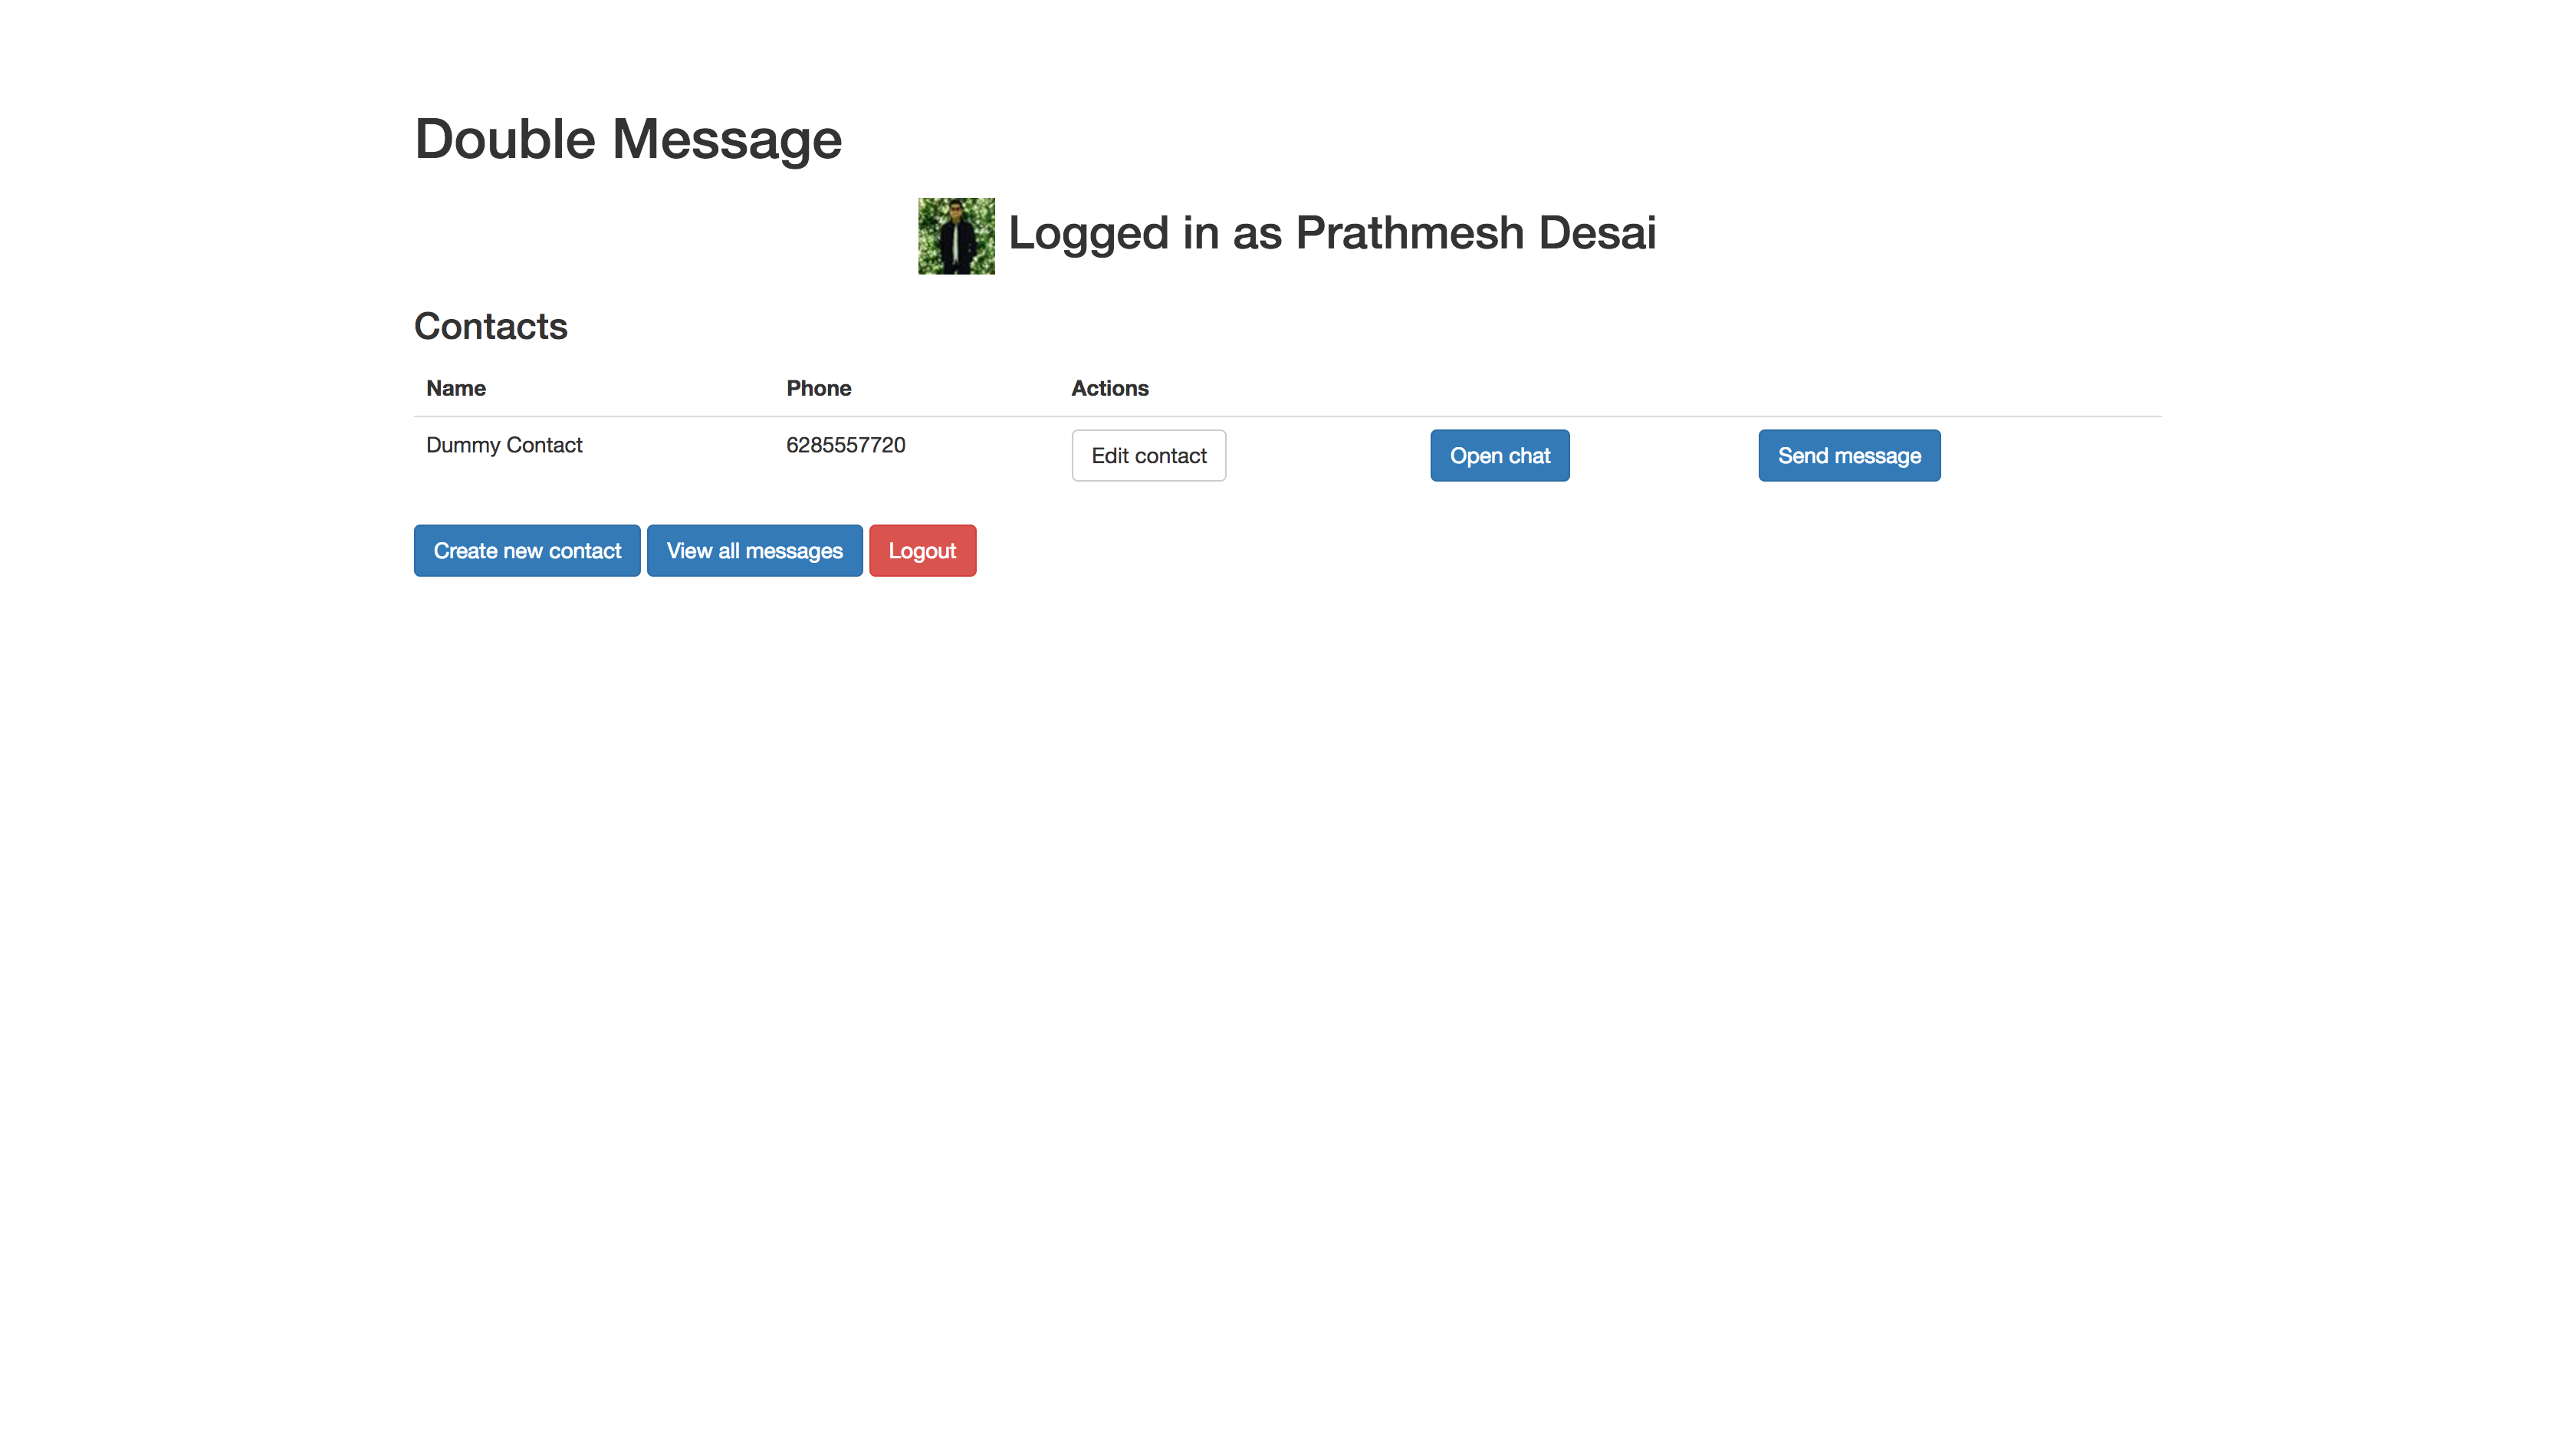 Double Message
Logged in as Prathmesh Desai
Contacts
Name Phone Actions
Dummy Contact 6285557720 Edit contact Open chat Send message
Create new contact View all messages Logout